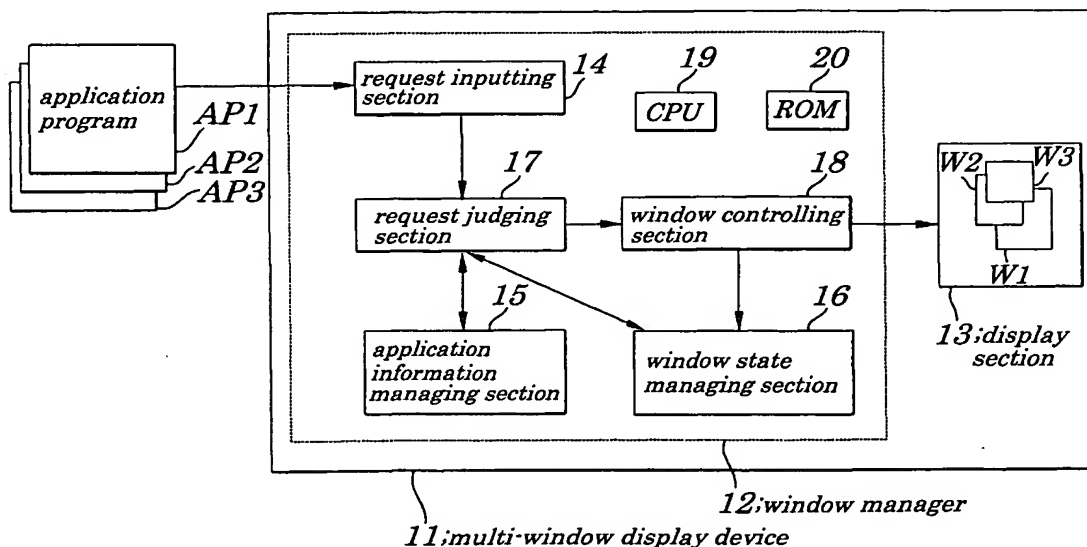 application
program
AP1
AP2
AP3
request inputting
section
14
19
CPU
20
ROM
request judging
section
17
window controlling
section
18
W2
W3
W1
13;display
section
application
information
managing section
15
window state
managing section
16
12;window manager
11;multi-window display device